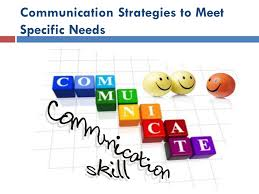 Communication Strategies to Meet
Specific Needs
COMMUNICATE
Communication
skill